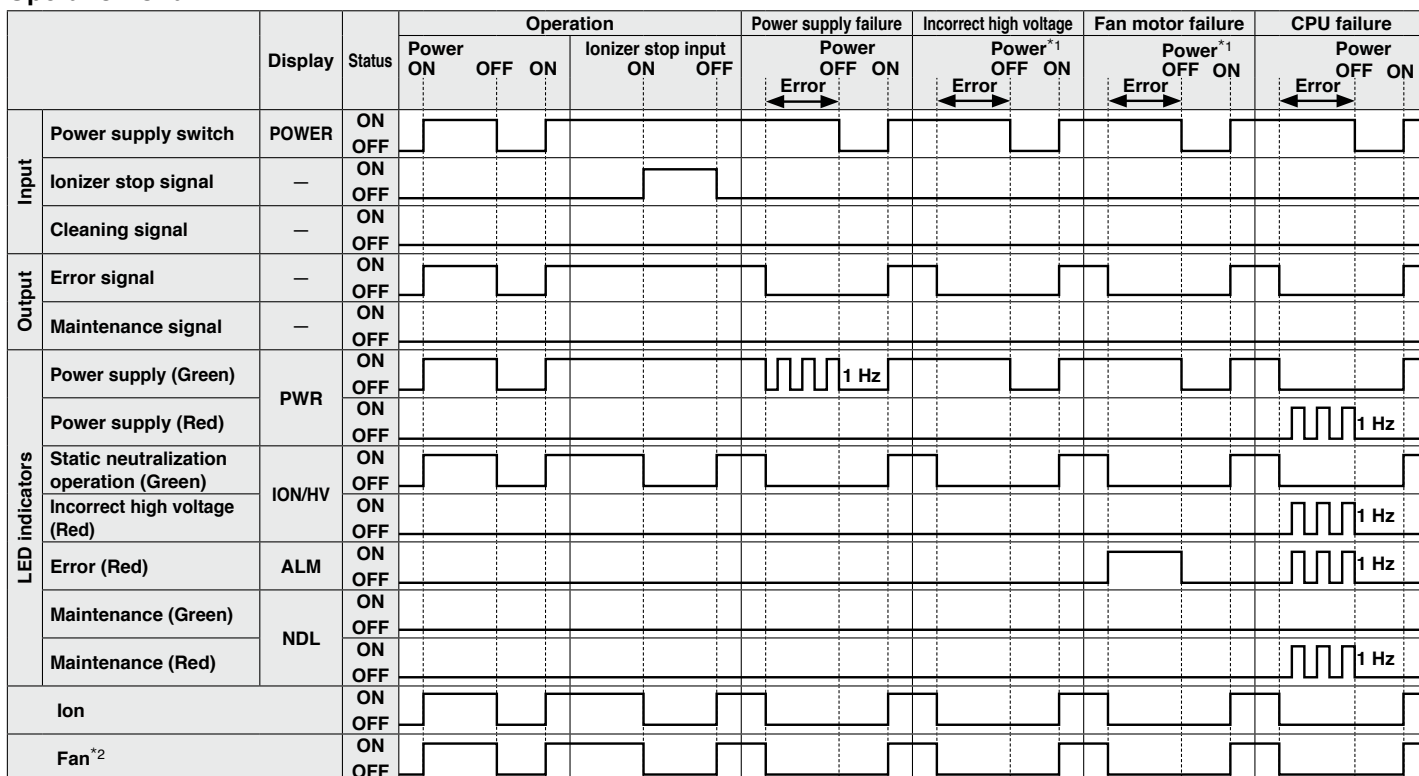 Operation Power supply failure Incorrect high voltage Fan motor failure CPU failure
Display Status
Power ON OFF ON
Ionizer stop input ON OFF
Power OFF ON Error
Power*1 OFF ON Error
Power*1 OFF ON Error
Power OFF ON Error
Input
Power supply switch POWER ON OFF
Ionizer stop signal — ON OFF
Cleaning signal — ON OFF
Output
Error signal — ON OFF
Maintenance signal — ON OFF
LED indicators
Power supply (Green) PWR ON OFF 1 Hz
Power supply (Red) ON OFF 1 Hz
Static neutralization operation (Green) ION/HV ON OFF
Incorrect high voltage (Red) ON OFF 1 Hz
Error (Red) ALM ON OFF 1 Hz
Maintenance (Green) NDL ON OFF
Maintenance (Red) ON OFF 1 Hz
Ion ON OFF
Fan*2 ON OFF